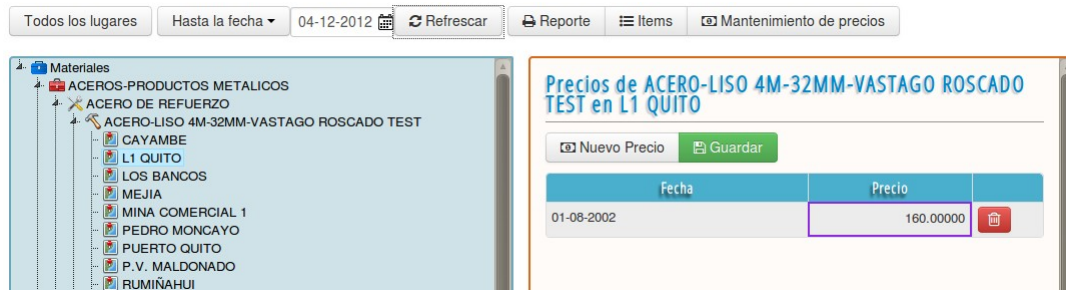 Todos los lugares Hasta la fecha 04-12-2012 Refrescar Reporte Items Mantenimiento de precios
Materiales
ACEROS-PRODUCTOS METALICOS
ACERO DE REFUERZO
ACERO-LISO 4M-32MM-VASTAGO ROSCADO TEST
CAYAMBE
L1 QUITO
LOS BANCOS
MEJIA
MINA COMERCIAL 1
PEDRO MONCAYO
PUERTO QUITO
P.V. MALDONADO
RUMIÑAHUI
Precios de ACERO-LISO 4M-32MM-VASTAGO ROSCADO
TEST en L1 QUITO
Nuevo Precio Guardar
Fecha Precio
01-08-2002 160.00000